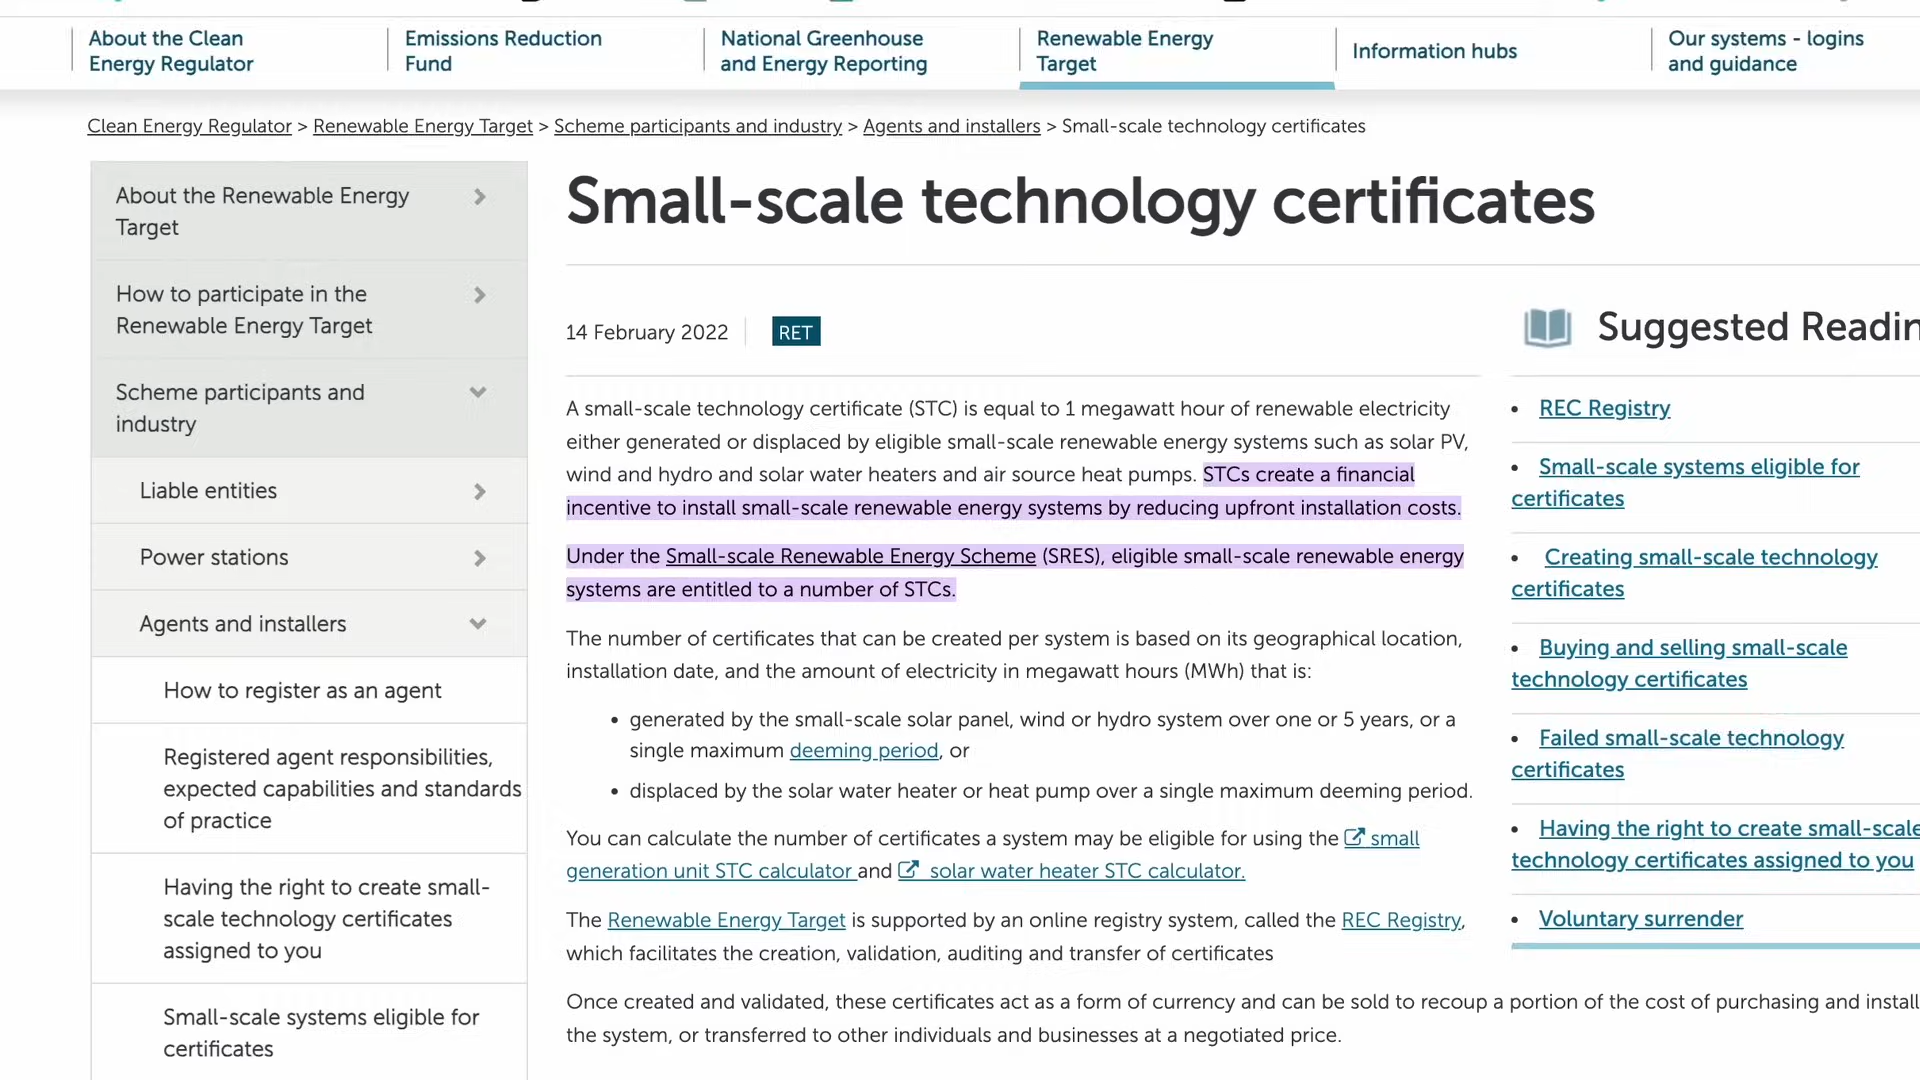 About the Clean
Energy Regulator
Emissions Reduction
Fund
National Greenhouse
and Energy Reporting
Renewable Energy
Target
Information hubs
Our systems - logins
and guidance
Clean Energy Regulator > Renewable Energy Target > Scheme participants and industry > Agents and installers > Small-scale technology certificates
About the Renewable Energy
Target
How to participate in the
Renewable Energy Target
Scheme participants and
industry
Liable entities
Power stations
Agents and installers
How to register as an agent
Registered agent responsibilities,
expected capabilities and standards
of practice
Having the right to create small-
scale technology certificates
assigned to you
Small-scale systems eligible for
certificates
Small-scale technology certificates
14 February 2022
RET
A small-scale technology certificate (STC) is equal to 1 megawatt hour of renewable electricity
either generated or displaced by eligible small-scale renewable energy systems such as solar PV,
wind and hydro and solar water heaters and air source heat pumps. STCs create a financial
incentive to install small-scale renewable energy systems by reducing upfront installation costs.
Under the Small-scale Renewable Energy Scheme (SRES), eligible small-scale renewable energy
systems are entitled to a number of STCs.
The number of certificates that can be created per system is based on its geographical location,
installation date, and the amount of electricity in megawatt hours (MWh) that is:
• generated by the small-scale solar panel, wind or hydro system over one or 5 years, or a
single maximum deeming period, or
• displaced by the solar water heater or heat pump over a single maximum deeming period.
You can calculate the number of certificates a system may be eligible for using the small
generation unit STC calculator and solar water heater STC calculator.
The Renewable Energy Target is supported by an online registry system, called the REC Registry,
which facilitates the creation, validation, auditing and transfer of certificates
Once created and validated, these certificates act as a form of currency and can be sold to recoup a portion of the cost of purchasing and install
the system, or transferred to other individuals and businesses at a negotiated price.
Suggested Readin
• REC Registry
• Small-scale systems eligible for
certificates
• Creating small-scale technology
certificates
• Buying and selling small-scale
technology certificates
• Failed small-scale technology
certificates
• Having the right to create small-scale
technology certificates assigned to you
• Voluntary surrender